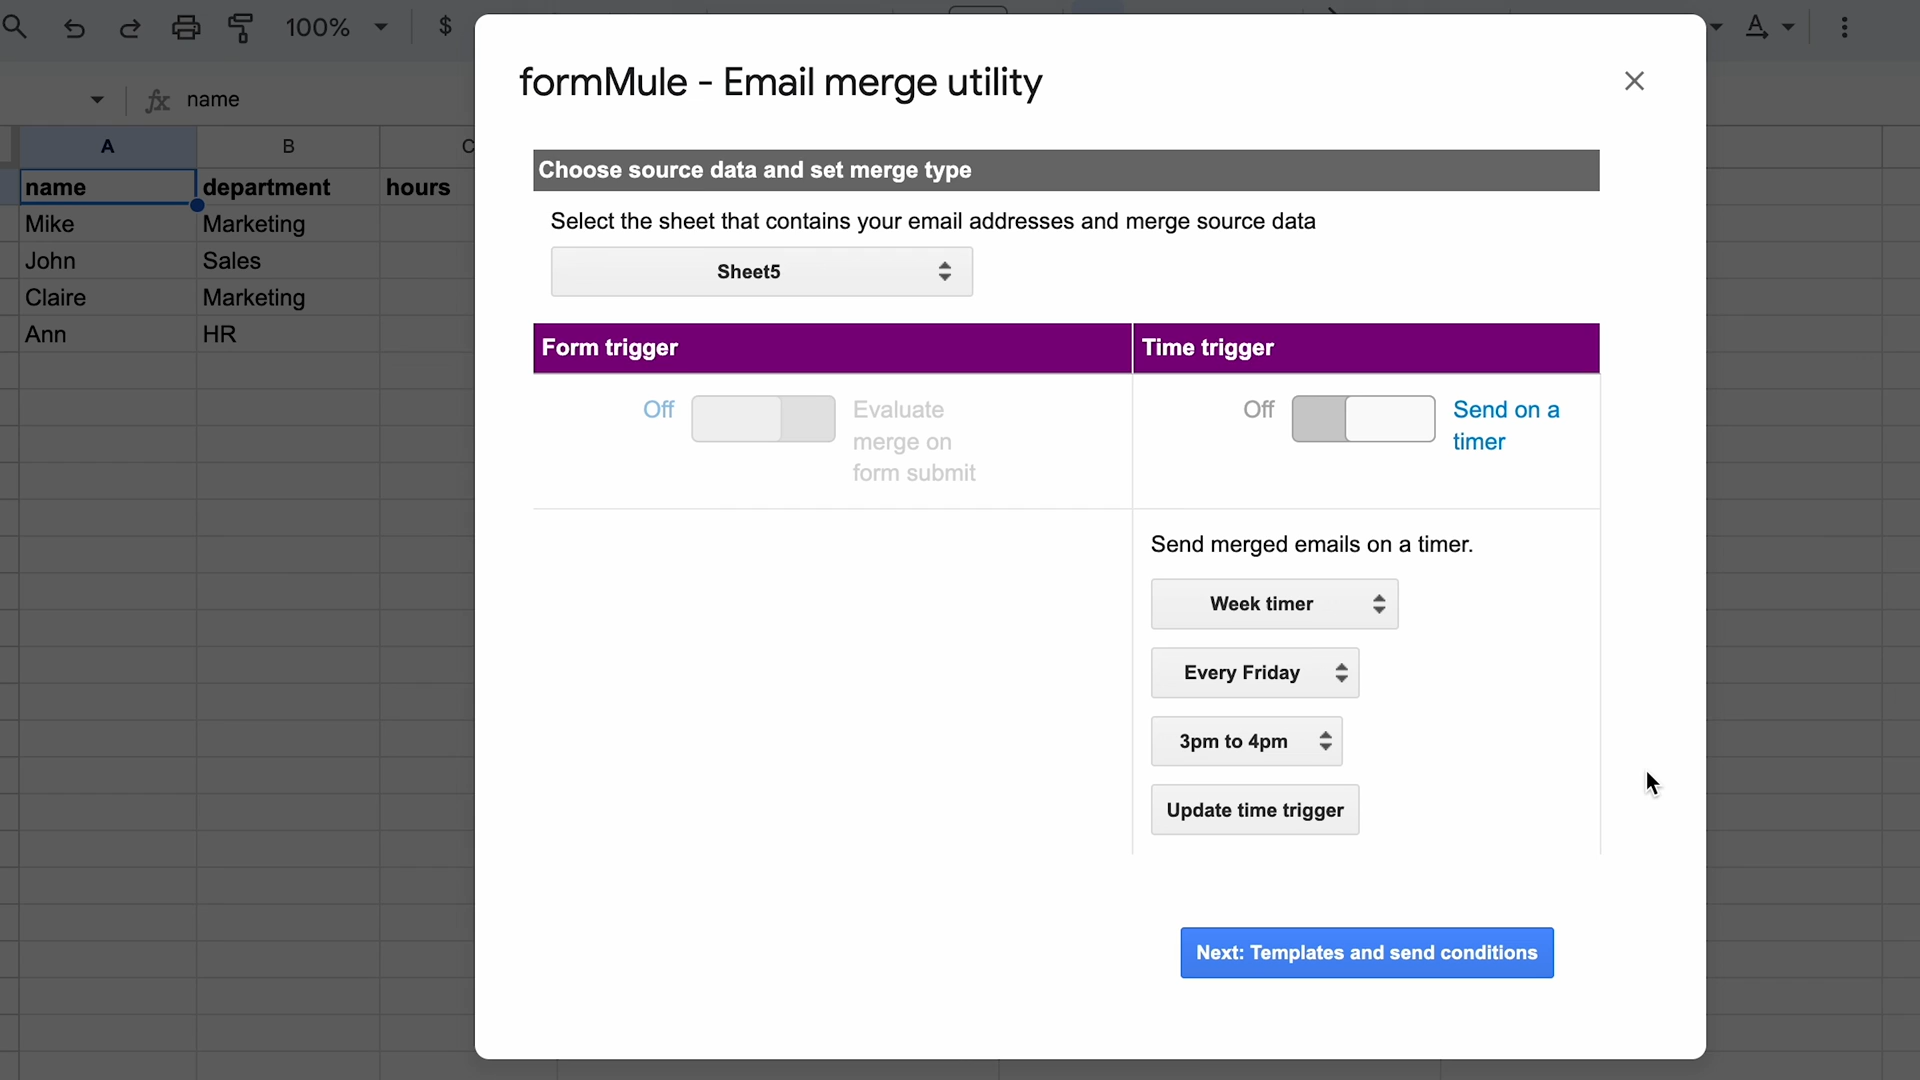 100%
$
A
name
formMule - Email merge utility
A
B
C
name
department
hours
Mike
Marketing
John
Sales
Claire
Marketing
Ann
HR
Choose source data and set merge type
Select the sheet that contains your email addresses and merge source data
Sheet5
Form trigger
Time trigger
Off
Evaluate
merge on
form submit
Off
Send on a
timer
Send merged emails on a timer.
Week timer
Every Friday
3pm to 4pm
Update time trigger
Next: Templates and send conditions